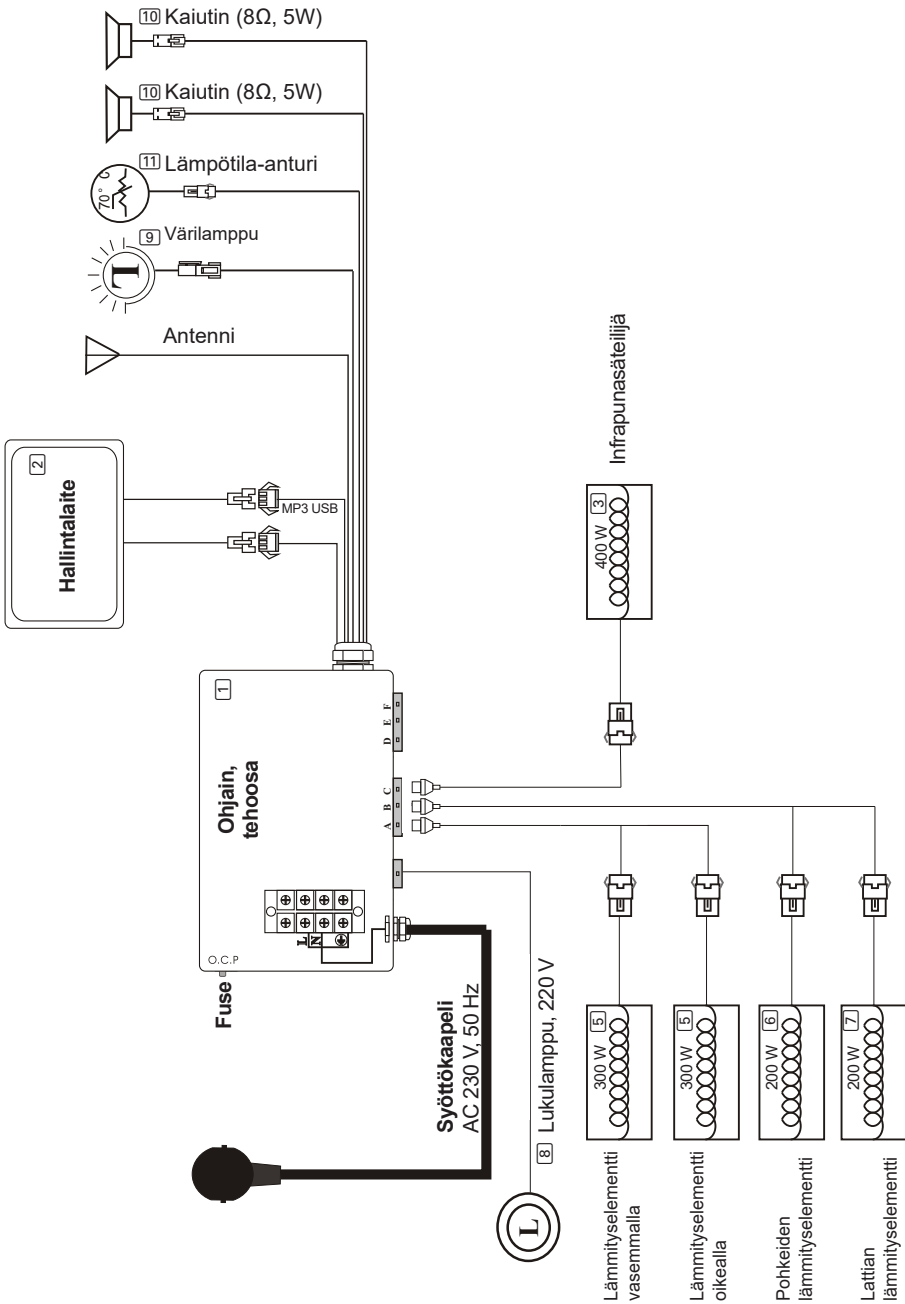 10 Kaiutin (8Ω, 5W)
10 Kaiutin (8Ω, 5W)
11 Lämpötila-anturi
70° C
9 Värilamppu
L
Antenni
2
Hallintalaite
MP3 USB
1
Ohjain,
tehoosa
D E F
A B C
L
N
O.C.P
Fuse
Syöttökaapeli
AC 230 V, 50 Hz
8 Lukulamppu, 220 V
L
Infrapunasäteilijä
3
400 W
5
300 W
Lämmityselementti
vasemmalla
5
300 W
Lämmityselementti
oikealla
6
200 W
Pohkeiden
lämmityselementti
7
200 W
Lattian
lämmityselementti